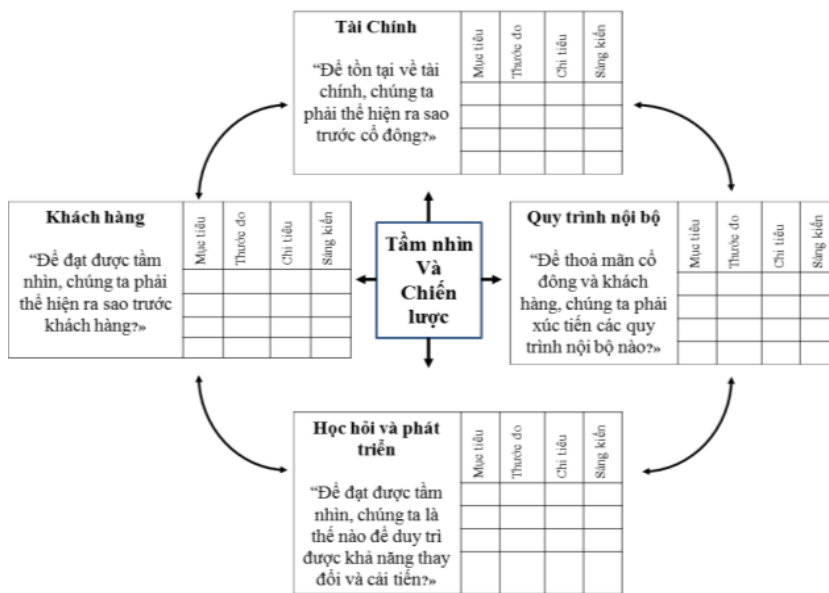 Tài Chính
“Để tồn tại về tài
chính, chúng ta
phải thể hiện ra sao
trước cổ đông?»
Mục tiêu
Thước đo
Chỉ tiêu
Sáng kiến
Khách hàng
“Để đạt được tầm
nhìn, chúng ta phải
thể hiện ra sao trước
khách hàng?»
Mục tiêu
Thước đo
Chỉ tiêu
Sáng kiến
Tầm nhìn
Và
Chiến
lược
Quy trình nội bộ
“Để thoả mãn cổ
đông và khách
hàng, chúng ta phải
xúc tiến các quy
trình nội bộ nào?»
Mục tiêu
Thước đo
Chỉ tiêu
Sáng kiến
Học hỏi và phát
triển
“Để đạt được tầm
nhìn, chúng ta là
thế nào để duy trì
được khả năng thay
đổi và cải tiến?»
Mục tiêu
Thước đo
Chỉ tiêu
Sáng kiến